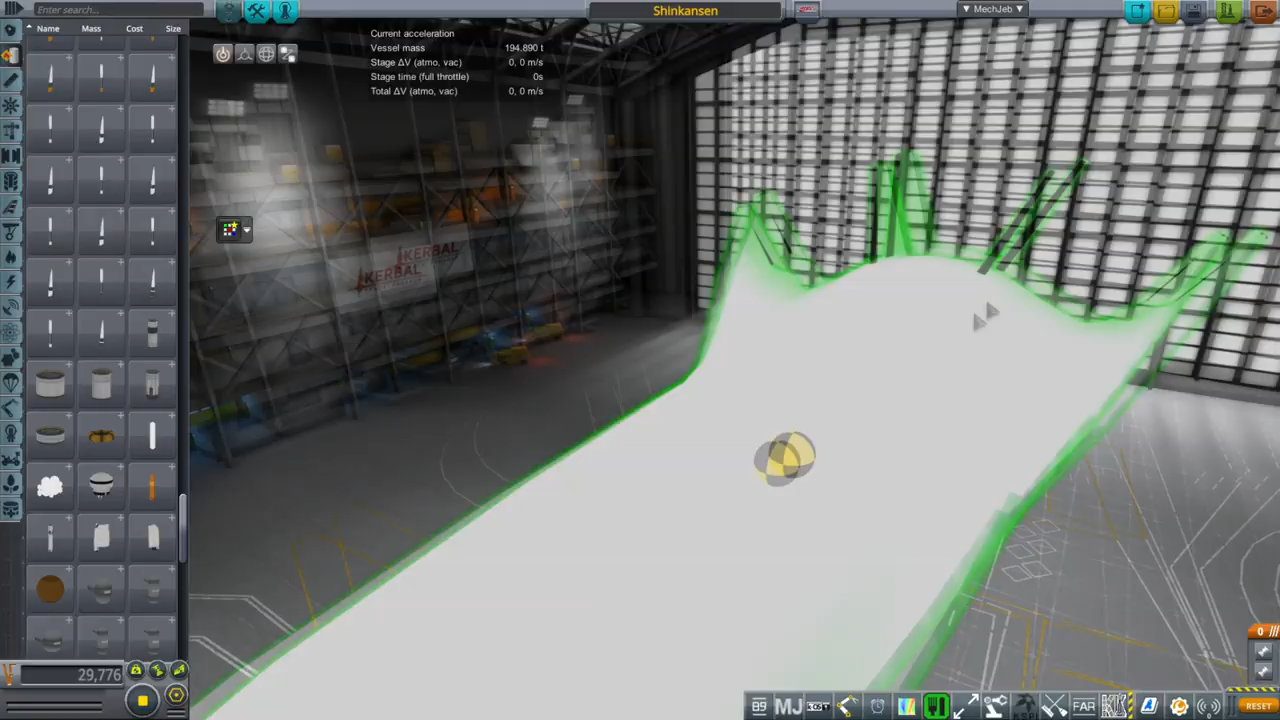 Enter search...
Shinkansen
▼ MechJeb ▼
Name Mass Cost Size
Current acceleration
Vessel mass 194.890 t
Stage ΔV (atmo, vac) 0, 0 m/s
Stage time (full throttle) 0s
Total ΔV (atmo, vac) 0, 0 m/s
KERBAL
KERBAL
0
29,776
MJ
FAR
RESET